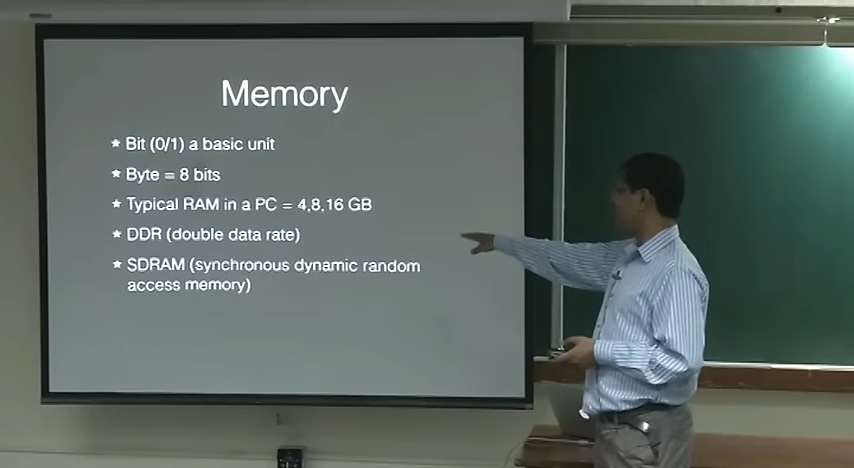 Memory
★ Bit (0/1) a basic unit
★ Byte = 8 bits
★ Typical RAM in a PC = 4,8,16 GB
★ DDR (double data rate)
★ SDRAM (synchronous dynamic random
access memory)